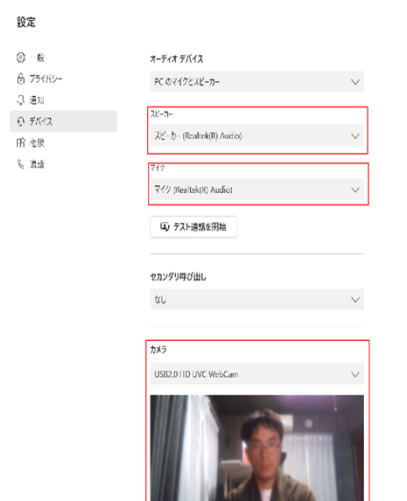 設定
一般
プライバシー
通知
デバイス
権限
通話
オーディオ デバイス
PC のマイクとスピーカー
スピーカー
スピーカー (Realtek(R) Audio)
マイク
マイク (Realtek(R) Audio)
テスト通話を開始
セカンダリ呼び出し
なし
カメラ
USB2.0 HD UVC WebCam